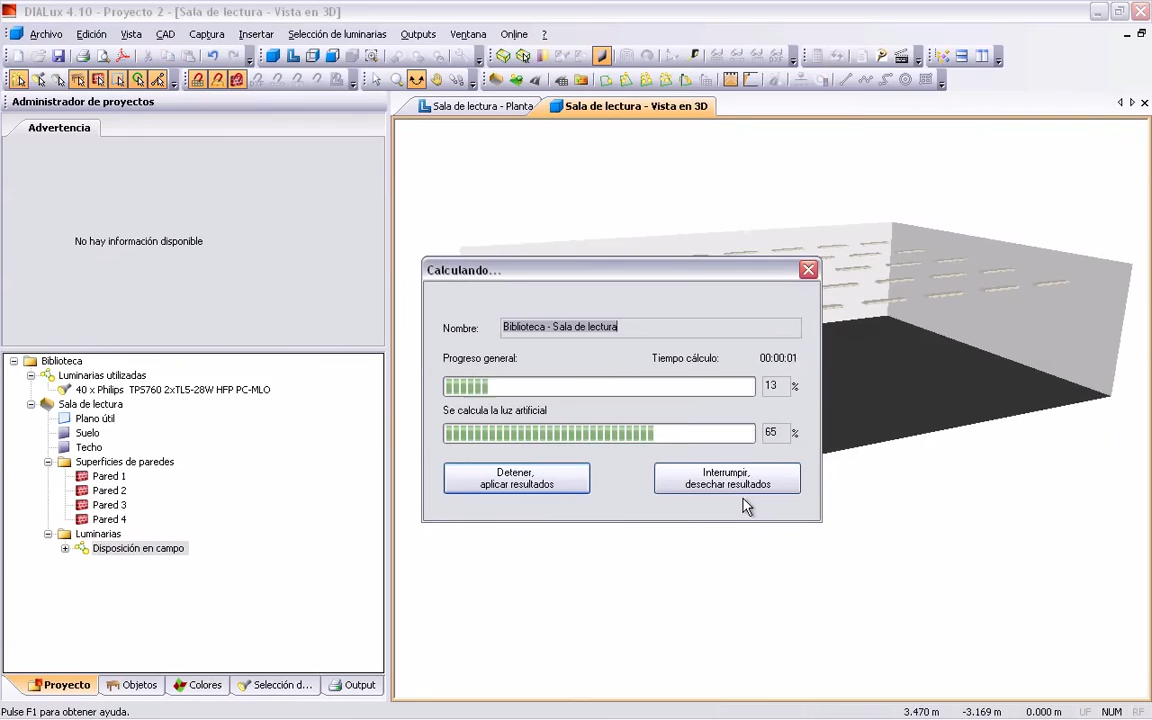 DIALux 4.10 - Proyecto 2 - [Sala de lectura - Vista en 3D]
Archivo Edición Vista CAD Captura Insertar Selección de luminarias Outputs Ventana Online ?
Administrador de proyectos
Sala de lectura - Planta
Sala de lectura - Vista en 3D
Advertencia
No hay información disponible
Calculando...
Nombre: Biblioteca - Sala de lectura
Progreso general: Tiempo cálculo: 00:00:01
13 %
Se calcula la luz artificial
65 %
Detener, aplicar resultados
Interrumpir, desechar resultados
Biblioteca
Luminarias utilizadas
40 x Philips TPS760 2xTL5-28W HFP PC-MLO
Sala de lectura
Plano útil
Suelo
Techo
Superficies de paredes
Pared 1
Pared 2
Pared 3
Pared 4
Luminarias
Disposición en campo
Proyecto Objetos Colores Selección d... Output
Pulse F1 para obtener ayuda. 3.470 m -3.169 m 0.000 m UF NUM RF